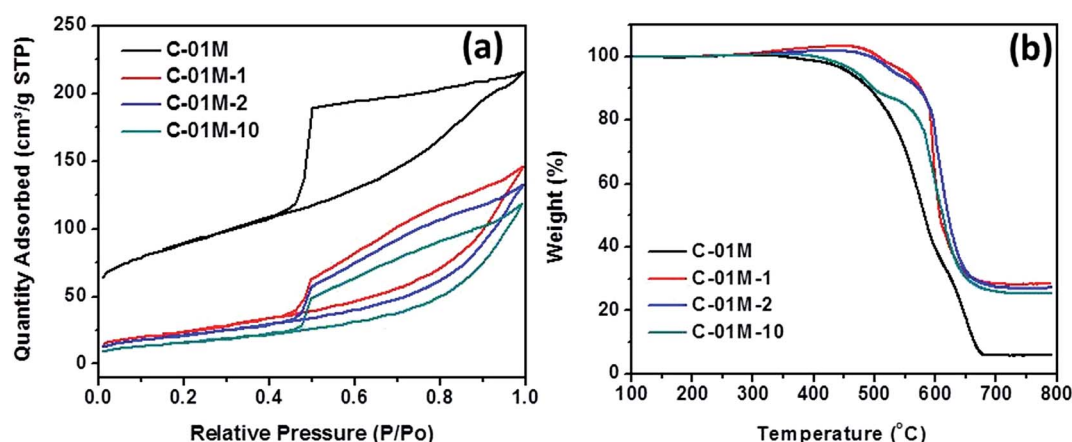 (a)
C-01M
C-01M-1
C-01M-2
C-01M-10
250
200
150
100
50
0
Quantity Adsorbed (cm³/g STP)
0.0 0.2 0.4 0.6 0.8 1.0
Relative Pressure (P/Po)
(b)
100
80
60
40
20
0
Weight (%)
C-01M
C-01M-1
C-01M-2
C-01M-10
100 200 300 400 500 600 700 800
Temperature (°C)